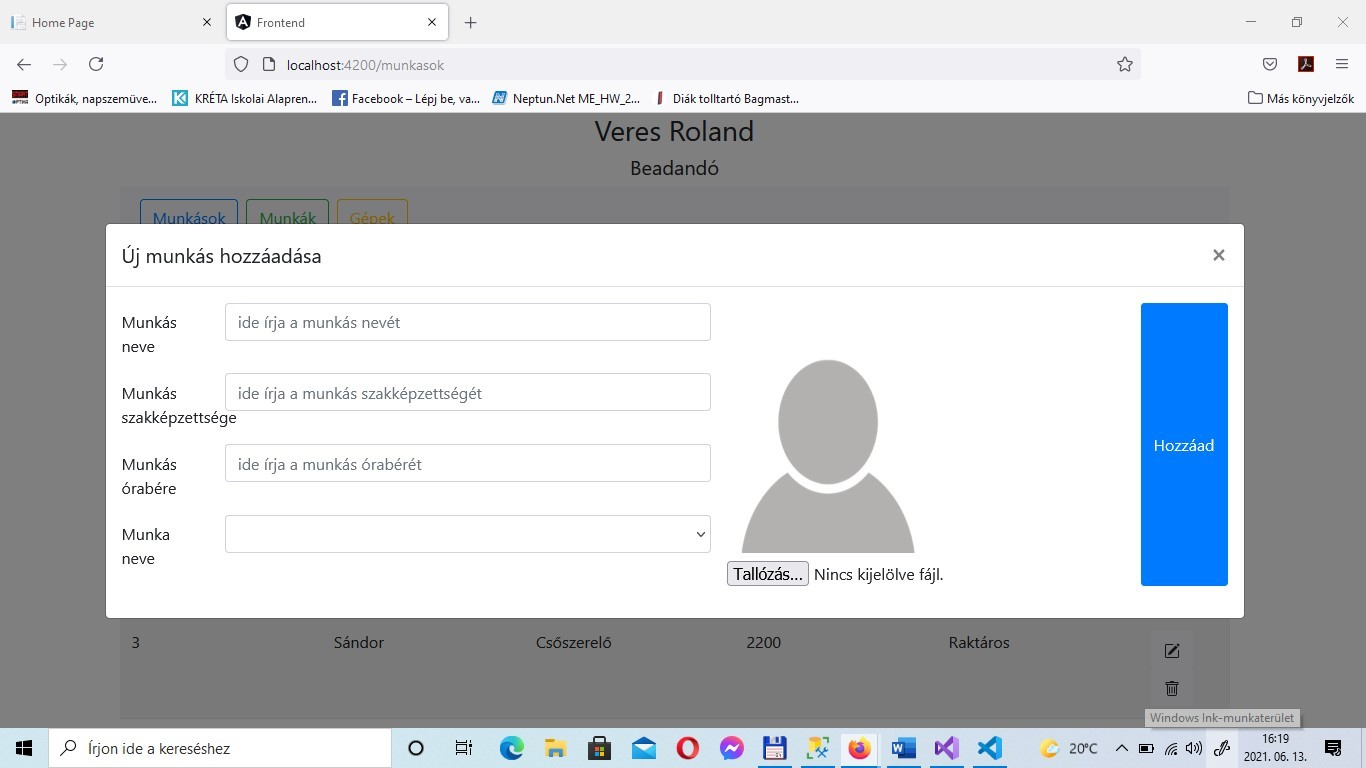 Home Page
Frontend
localhost:4200/munkasok
Optikák, napszemüve...
KRÉTA Iskolai Alapren...
Facebook – Lépj be, va...
Neptun.Net ME_HW_2...
Diák tolltartó Bagmast...
Más könyvjelzők
Veres Roland
Beadandó
Munkások Munkák Gépek
Új munkás hozzáadása
×
Munkás
neve
ide írja a munkás nevét
Munkás
szakképzettsége
ide írja a munkás szakképzettségét
Munkás
órabére
ide írja a munkás órabérét
Munka
neve
Tallózás... Nincs kijelölve fájl.
Hozzáad
3 Sándor Csőszerelő 2200 Raktáros
Windows Ink-munkaterület
Írjon ide a kereséshez
20°C
16:19
2021. 06. 13.